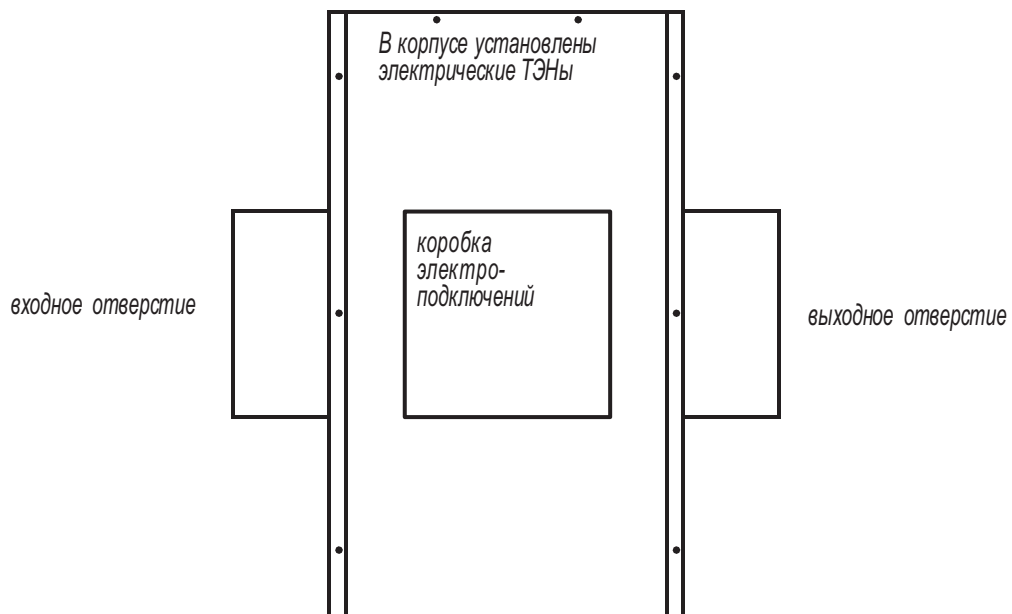 В корпусе установлены
электрические ТЭНы
коробка
электро-
подключений
входное отверстие
выходное отверстие